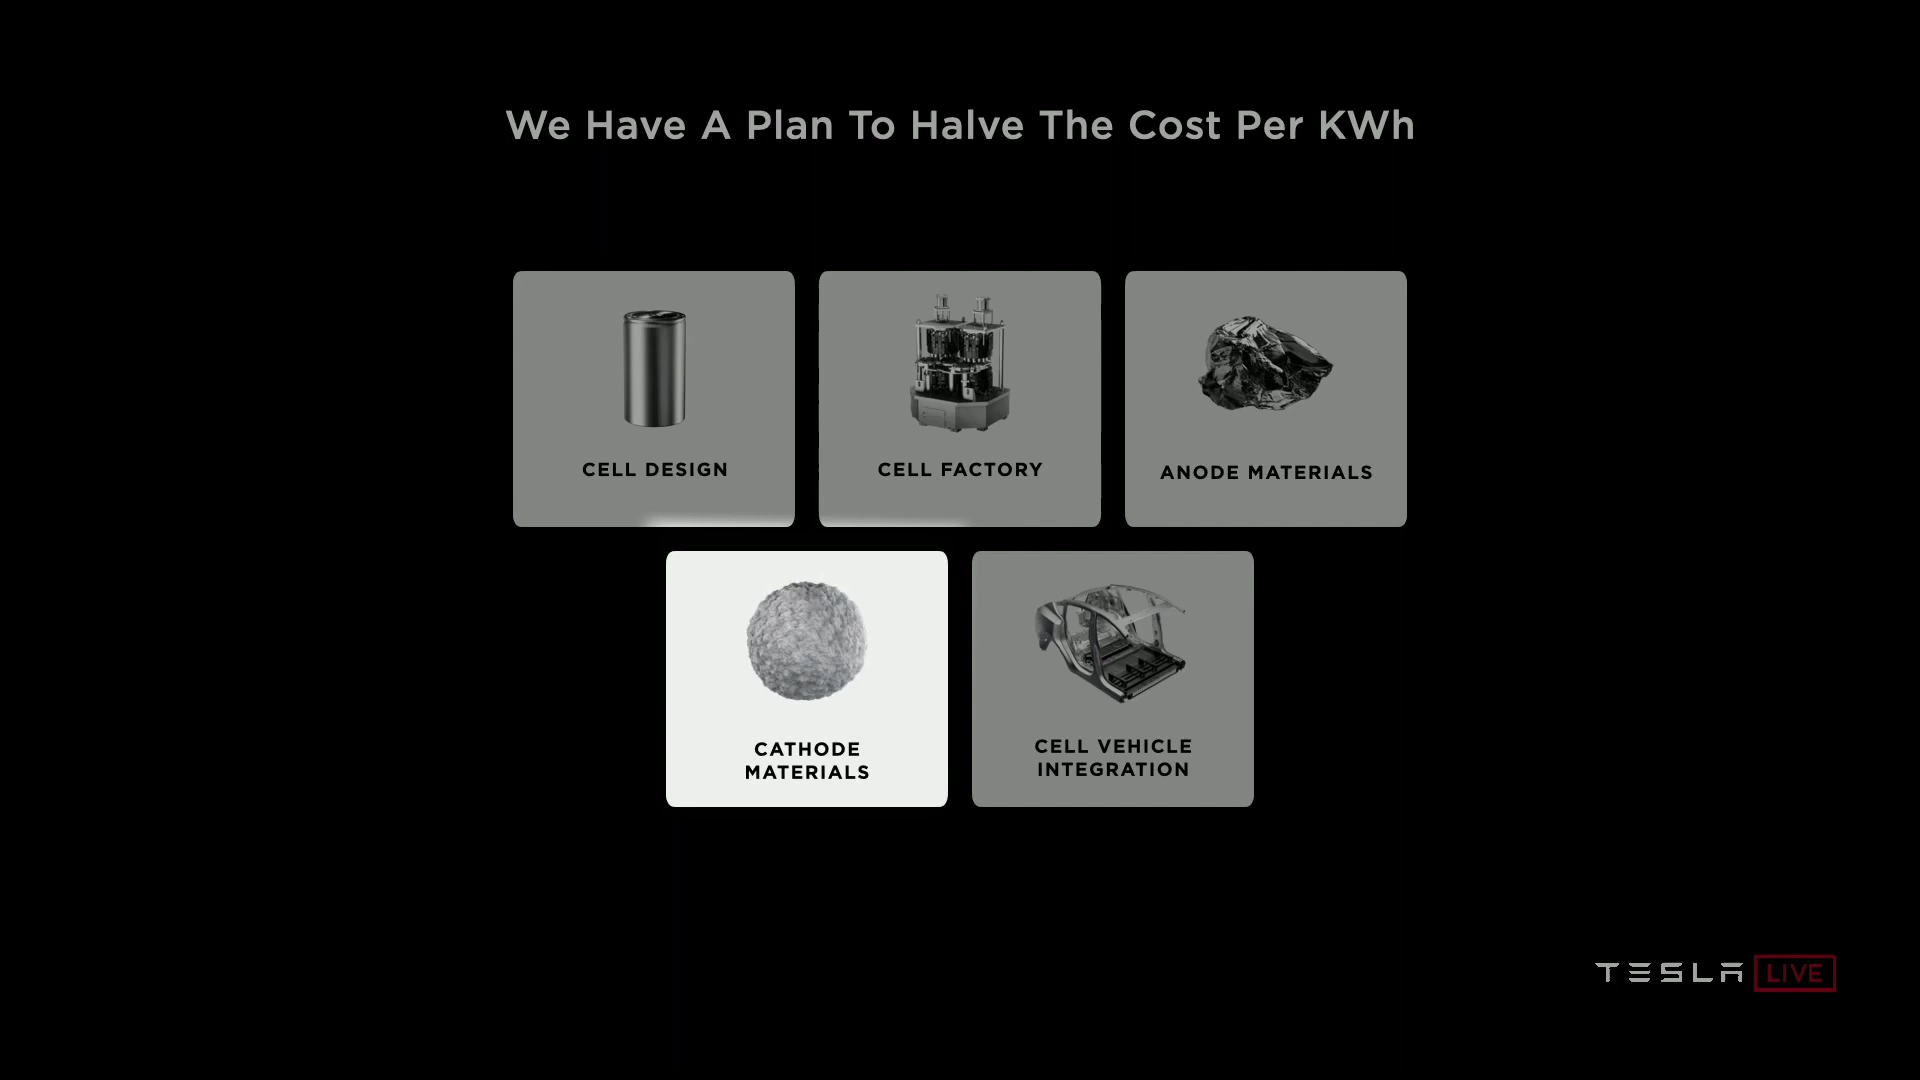 We Have A Plan To Halve The Cost Per KWh
CELL DESIGN
CELL FACTORY
ANODE MATERIALS
CATHODE
MATERIALS
CELL VEHICLE
INTEGRATION
TESLA LIVE